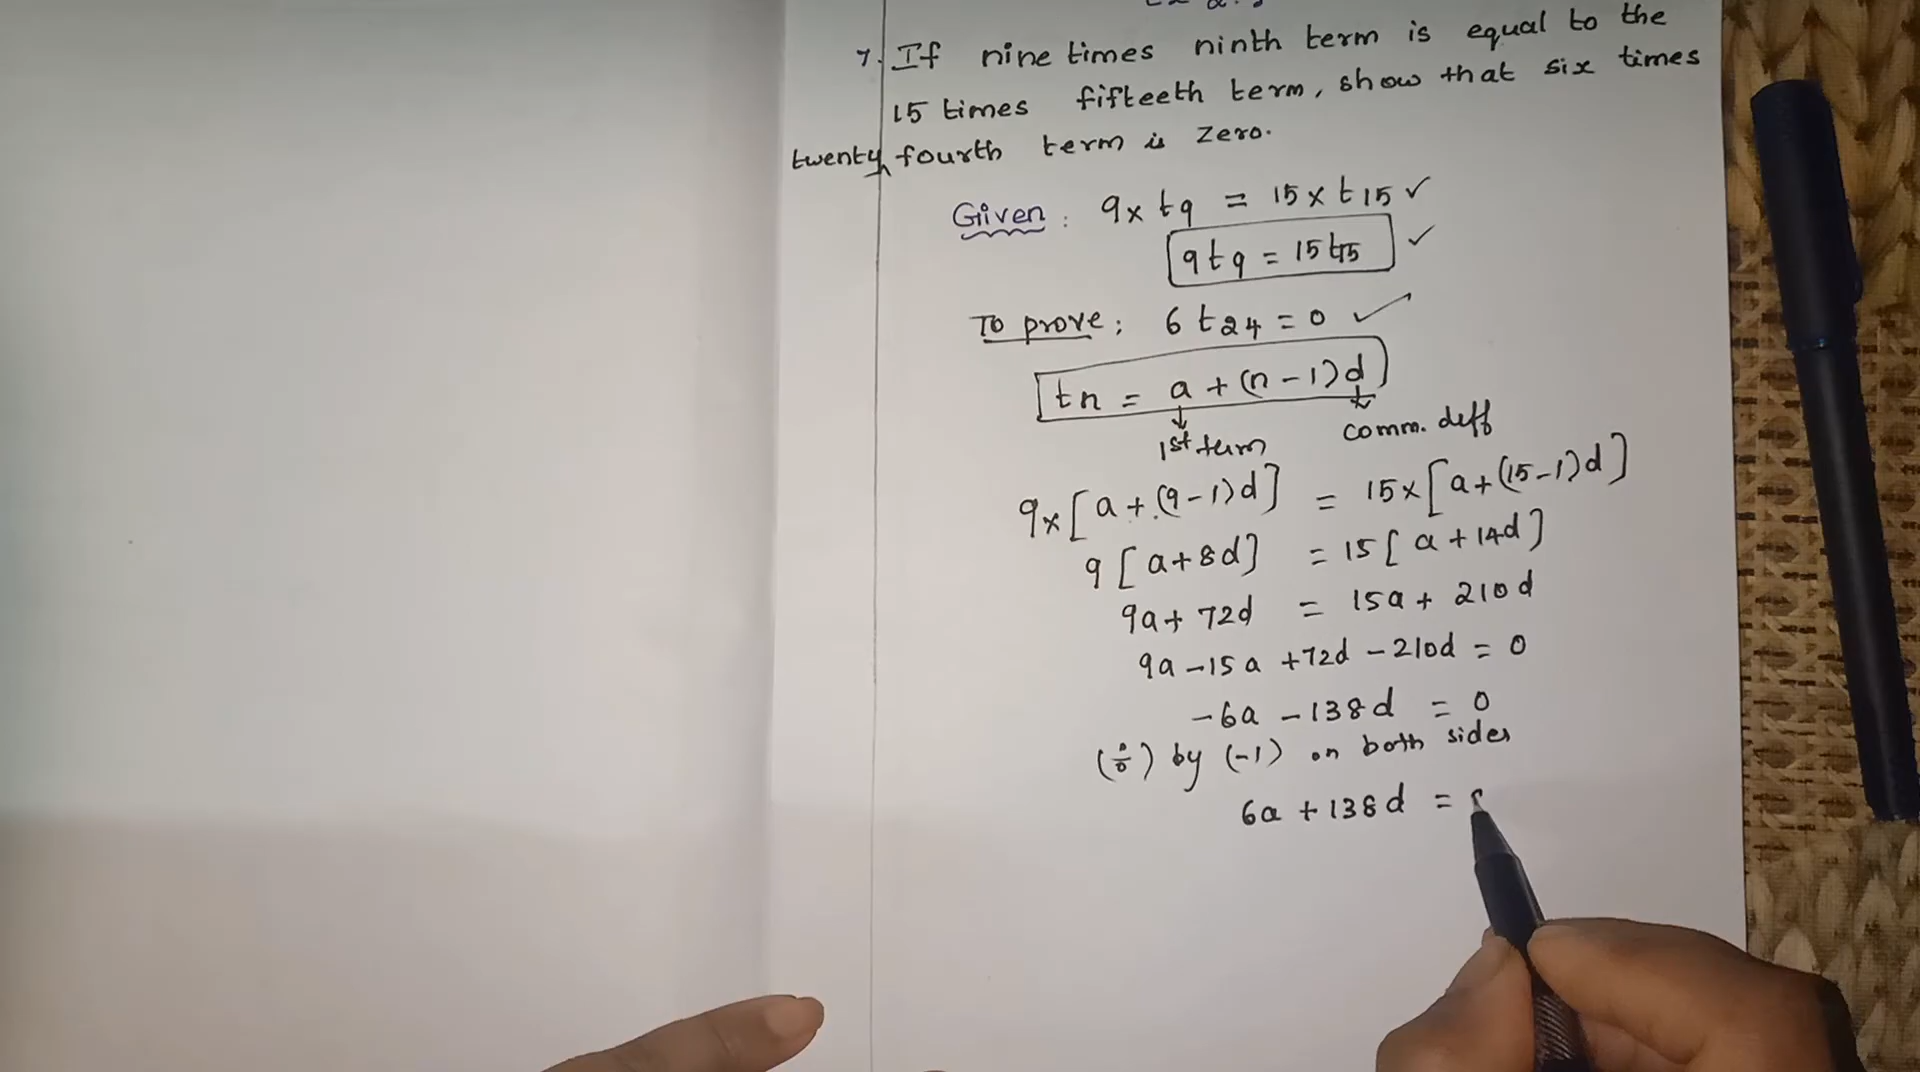 7. If nine times ninth term is equal to the
15 times fifteeth term, show that six times
twenty fourth term is zero.
Given : 9 x t9 = 15 x t15 ✓
9t9 = 15t15 ✓
To prove : 6 t24 = 0 ✓
tn = a + (n - 1)d
1st term comm. diff
9x[a + (9 - 1)d] = 15x[a + (15 - 1)d]
9[a + 8d] = 15[a + 14d]
9a + 72d = 15a + 210d
9a - 15a + 72d - 210d = 0
-6a - 138d = 0
(÷) by (-1) on both sides
6a + 138d =